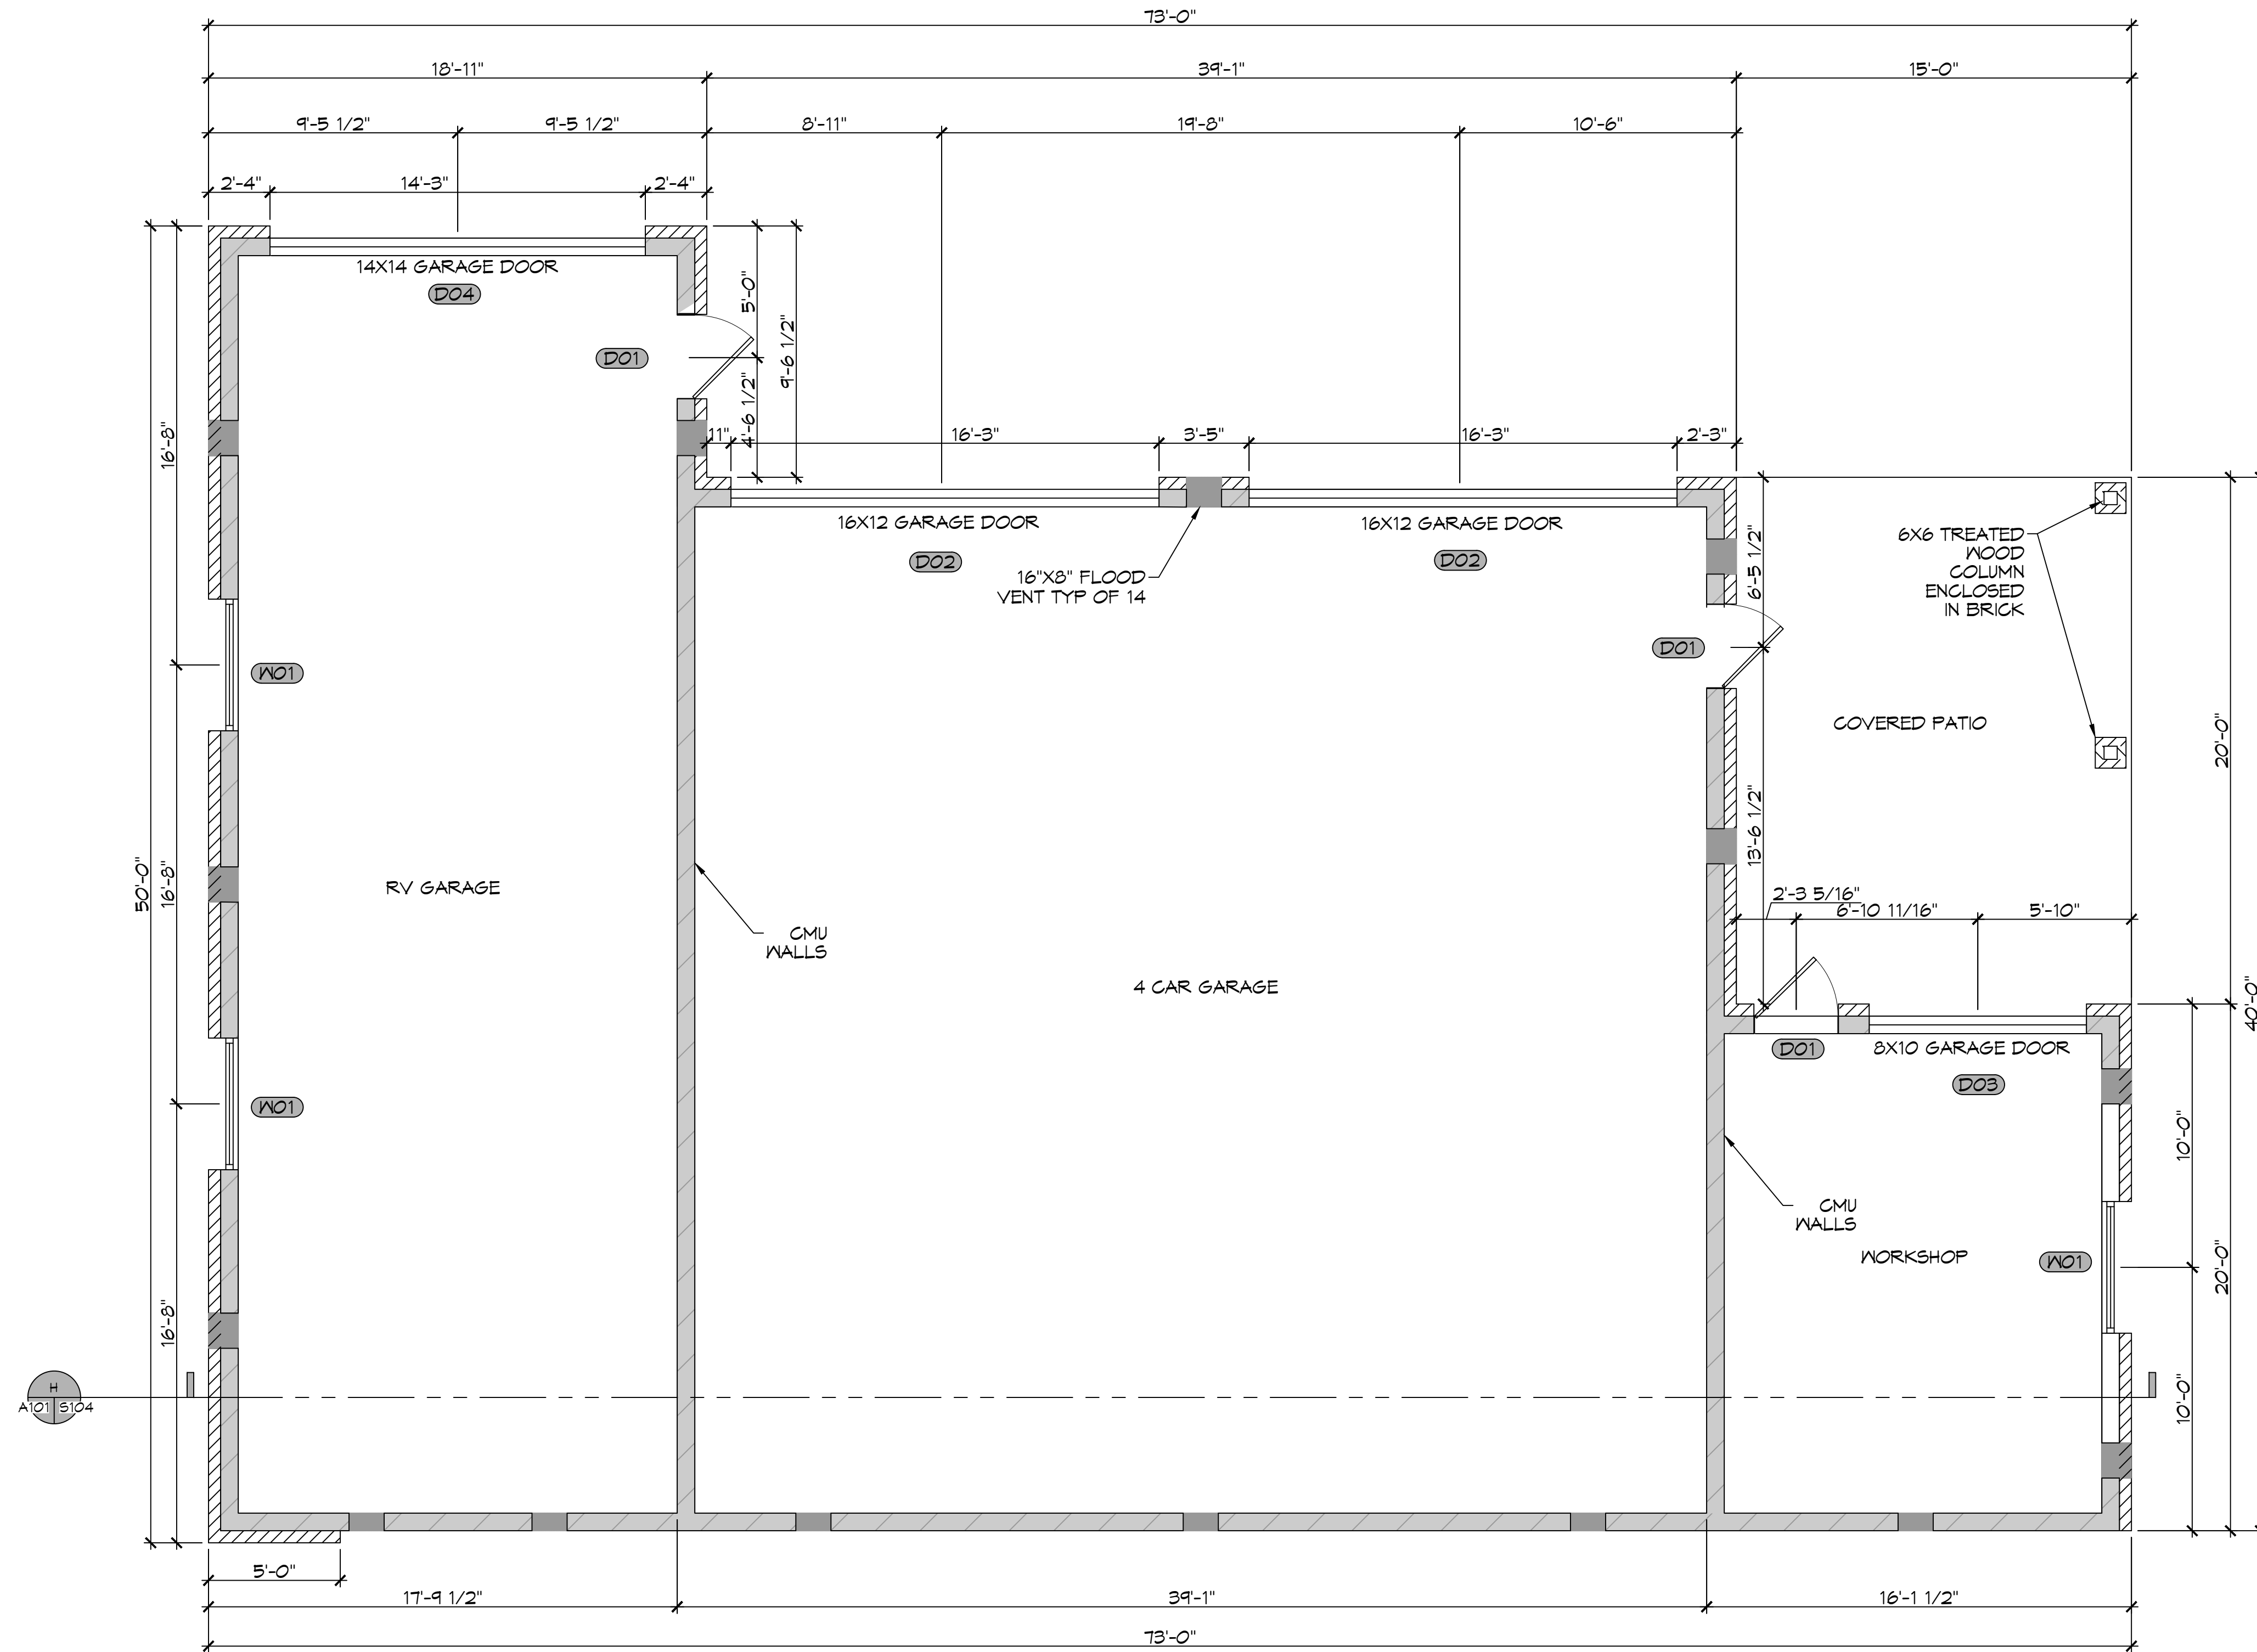 73'-0"
18'-11"
39'-1"
15'-0"
9'-5 1/2"
9'-5 1/2"
8'-11"
19'-8"
10'-6"
2'-4"
14'-3"
2'-4"
14X14 GARAGE DOOR
D04
D01
5'-0"
4'-6 1/2"
9'-6 1/2"
11"
16'-3"
3'-5"
16'-3"
2'-3"
16'-8"
16X12 GARAGE DOOR
D02
16"X8" FLOOD
VENT TYP OF 14
16X12 GARAGE DOOR
D02
6'-5 1/2"
6X6 TREATED
WOOD
COLUMN
ENCLOSED
IN BRICK
D01
W01
COVERED PATIO
20'-0"
13'-6 1/2"
50'-0"
16'-8"
RV GARAGE
CMU
WALLS
4 CAR GARAGE
2'-3 5/16"
6'-10 11/16"
5'-10"
40'-0"
D01
8X10 GARAGE DOOR
D03
W01
10'-0"
CMU
WALLS
WORKSHOP
W01
20'-0"
16'-8"
10'-0"
H
A101
S104
5'-0"
17'-9 1/2"
39'-1"
16'-1 1/2"
73'-0"